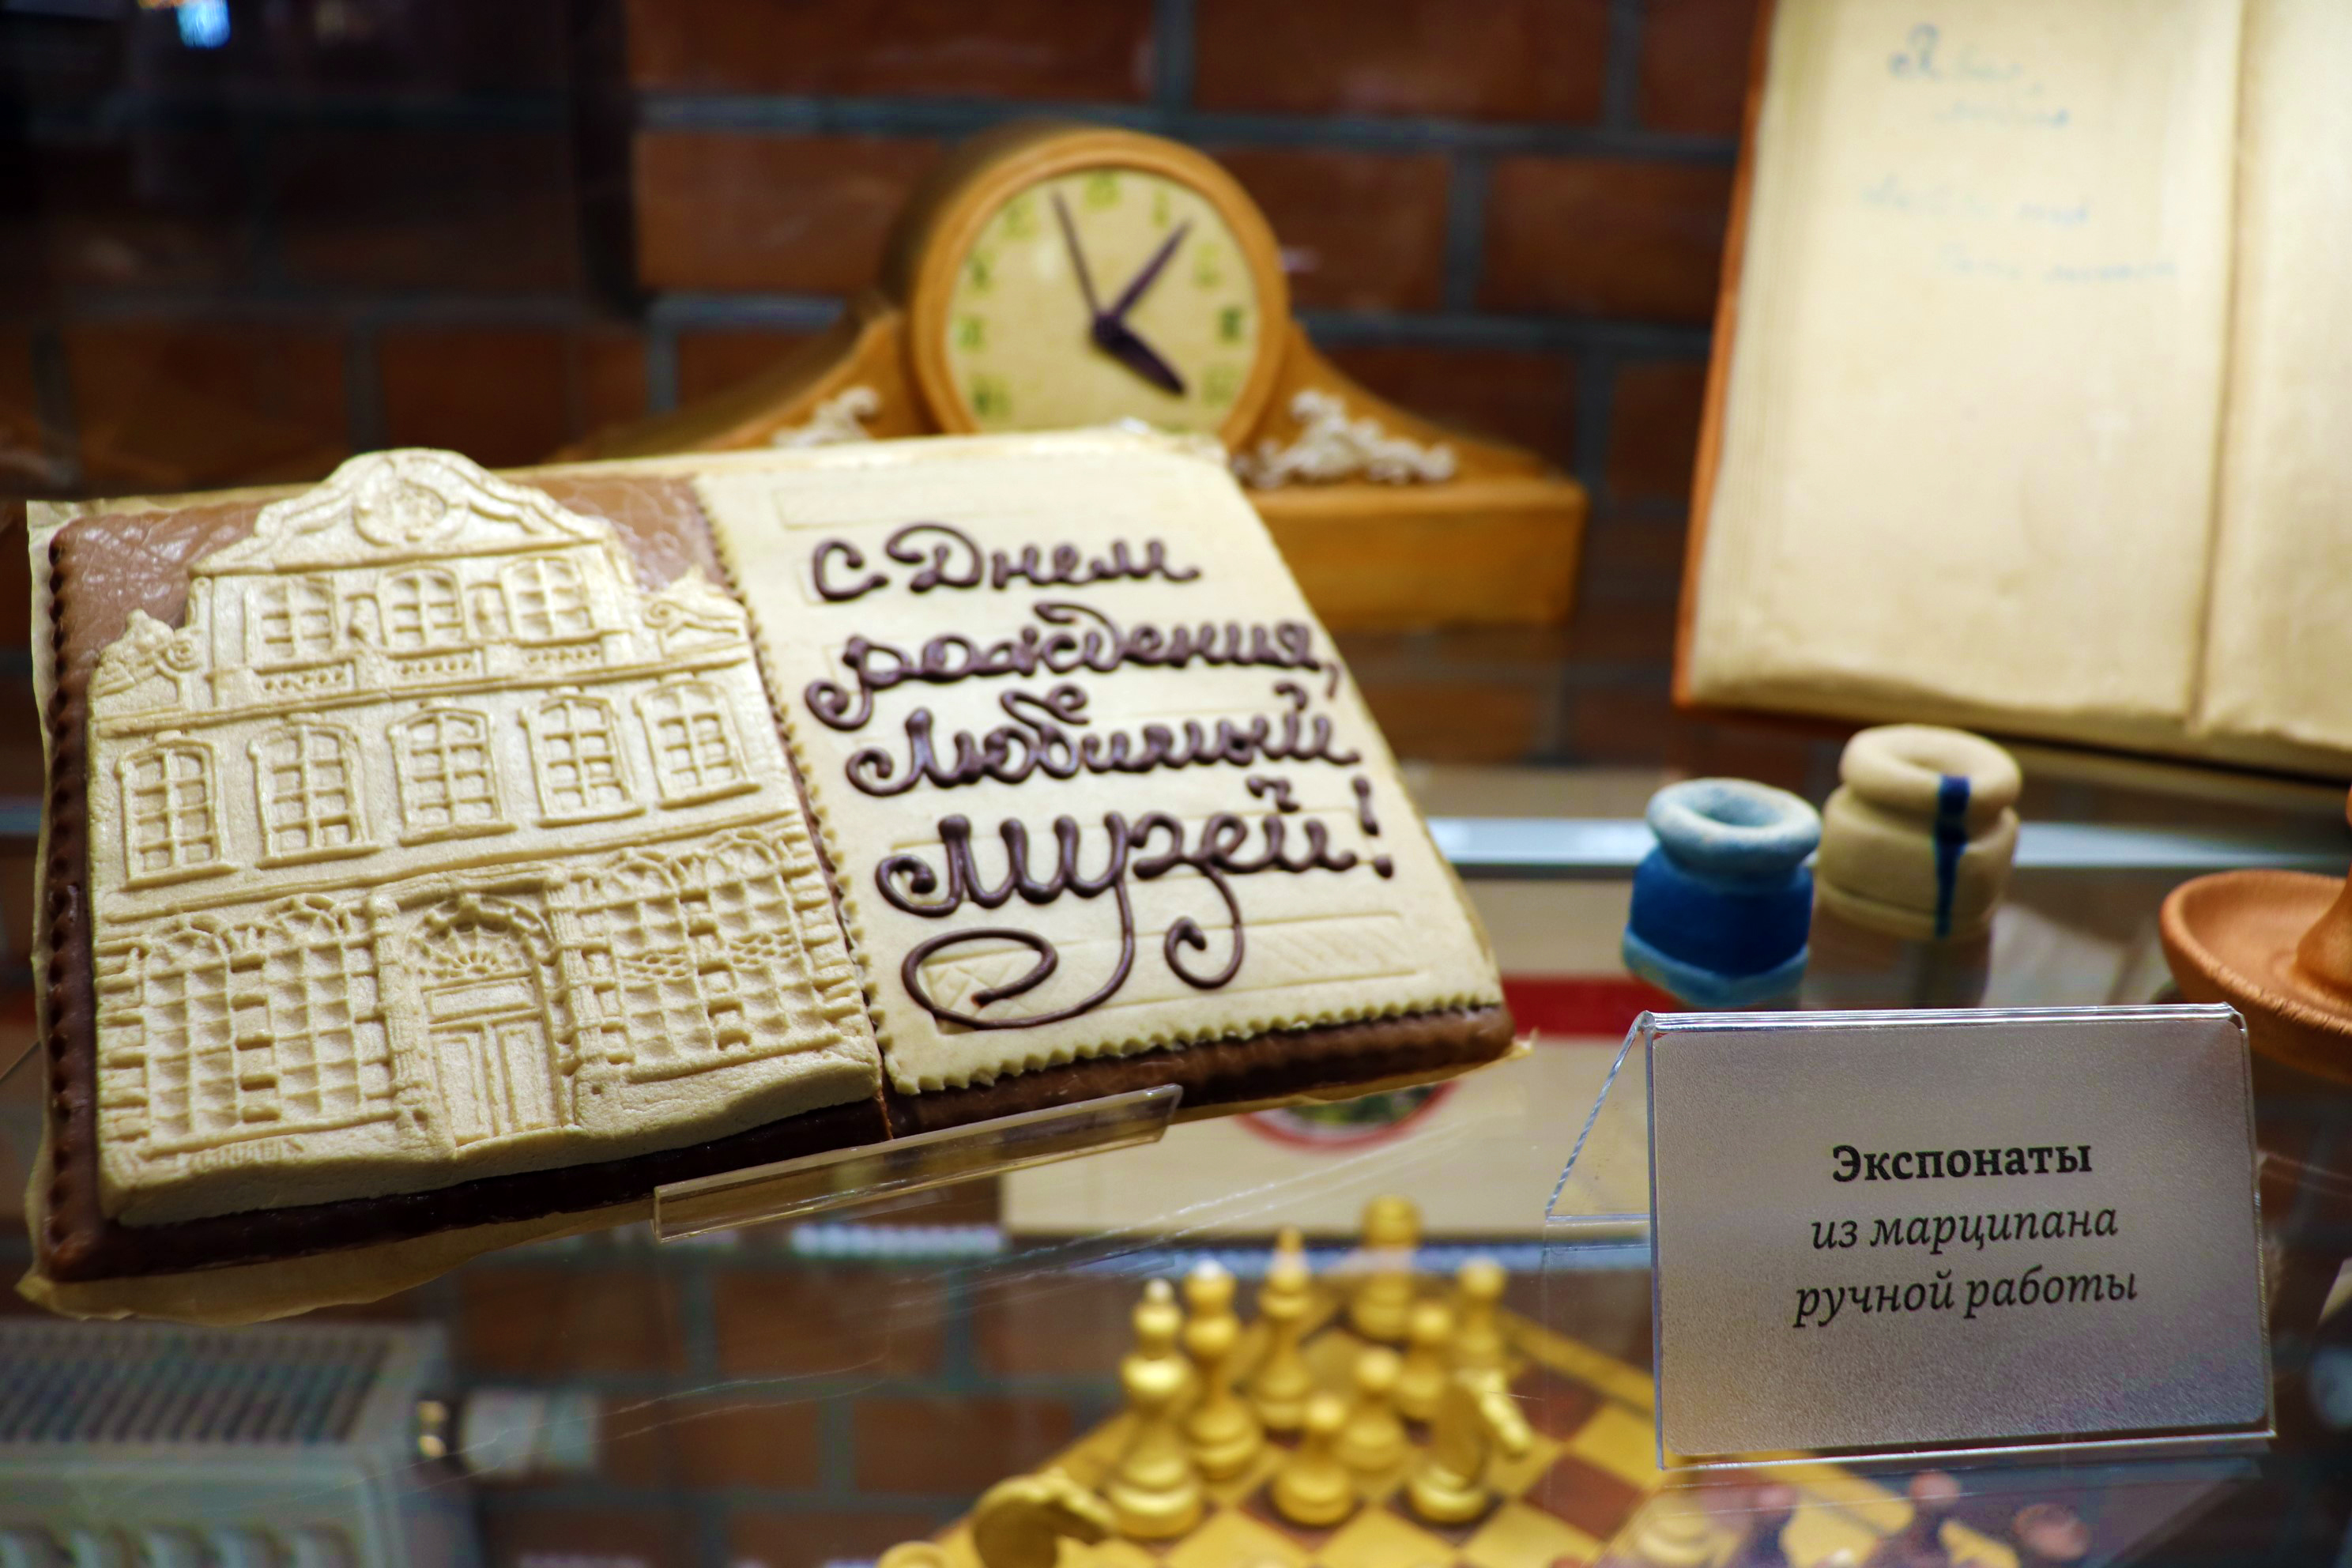 С Днем
рождения,
Любимый
музей!
Экспонаты
из марципана
ручной работы